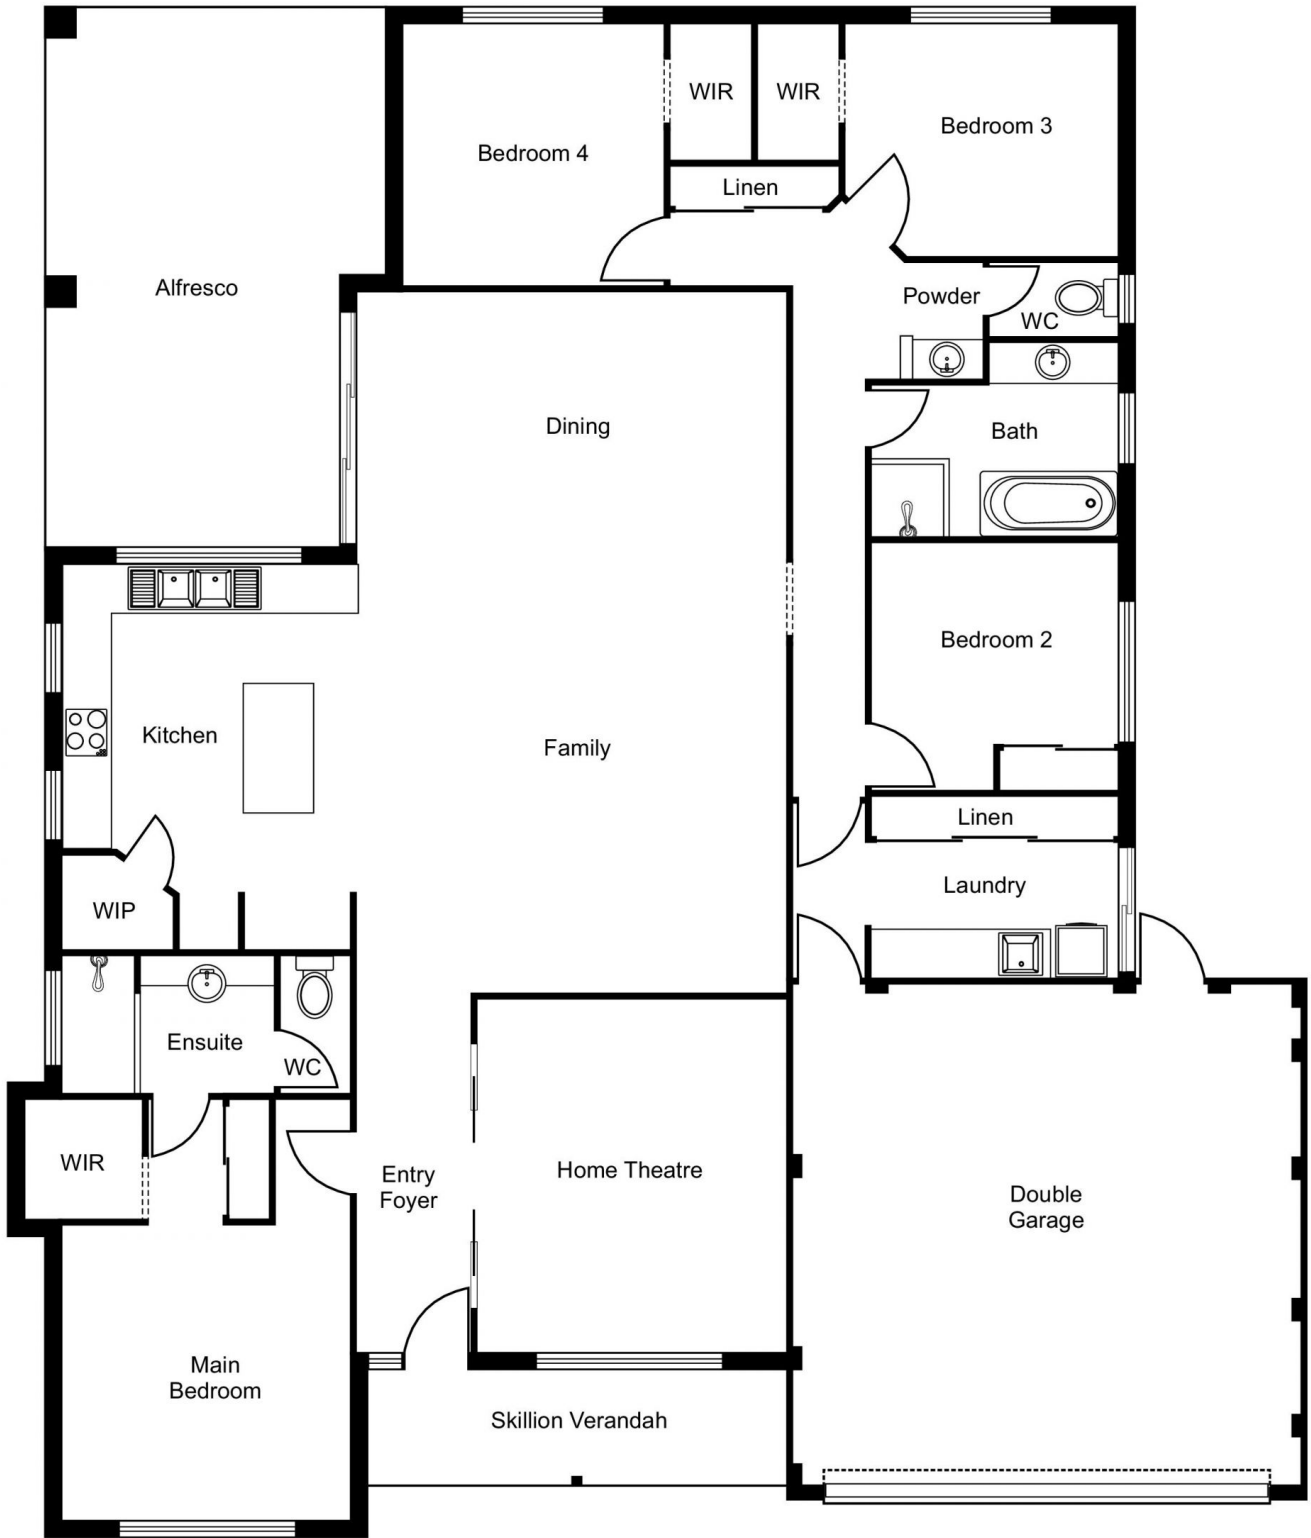 WIR
WIR
Bedroom 3
Bedroom 4
Linen
Alfresco
Powder
WC
Dining
Bath
Bedroom 2
Kitchen
Family
Linen
Laundry
WIP
Ensuite
WC
WIR
Entry
Foyer
Home Theatre
Double
Garage
Main
Bedroom
Skillion Verandah